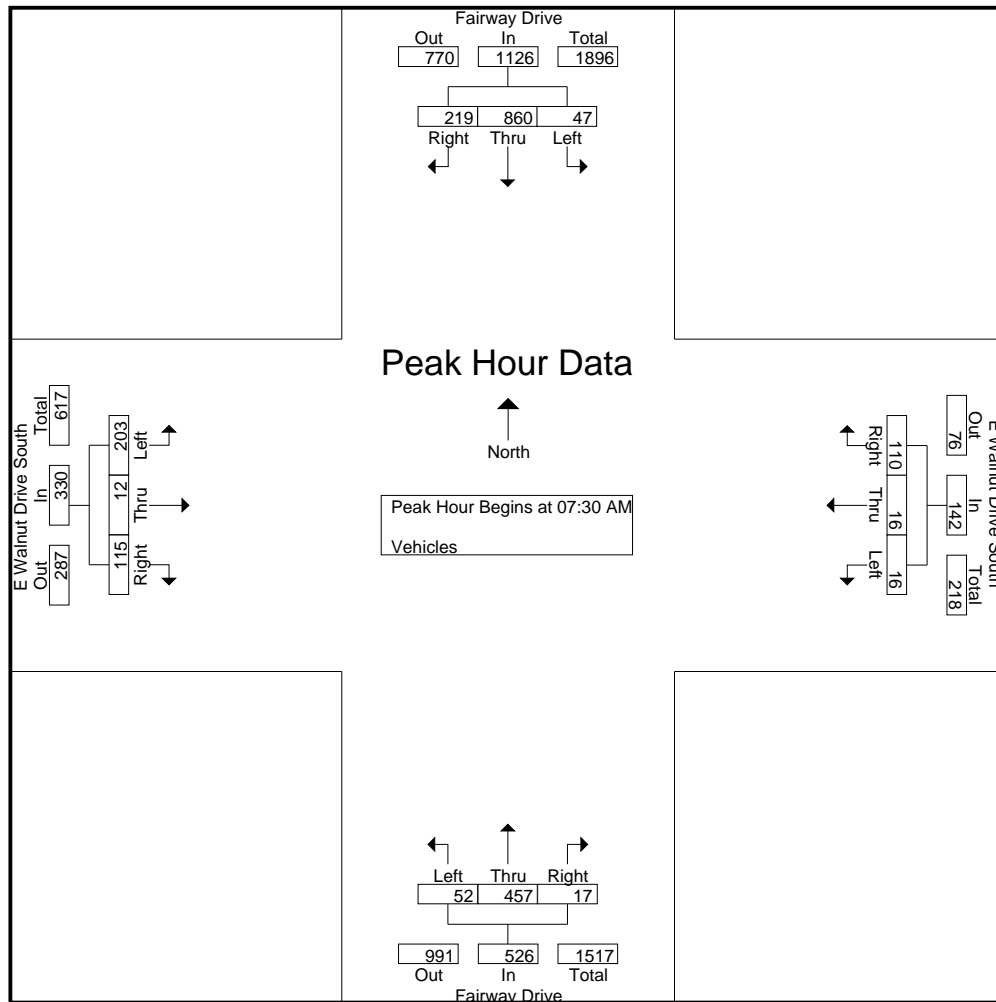 Fairway Drive
Out In Total
770 1126 1896
219 860 47
Right Thru Left
Peak Hour Data
North
Peak Hour Begins at 07:30 AM
Vehicles
E Walnut Drive South
Total In Out
617 330 287
203 12 115
Left Thru Right
Right Thru Left
110 16 16
76 142 218
Out In Total
E Walnut Drive South
Left Thru Right
52 457 17
991 526 1517
Out In Total
Fairway Drive